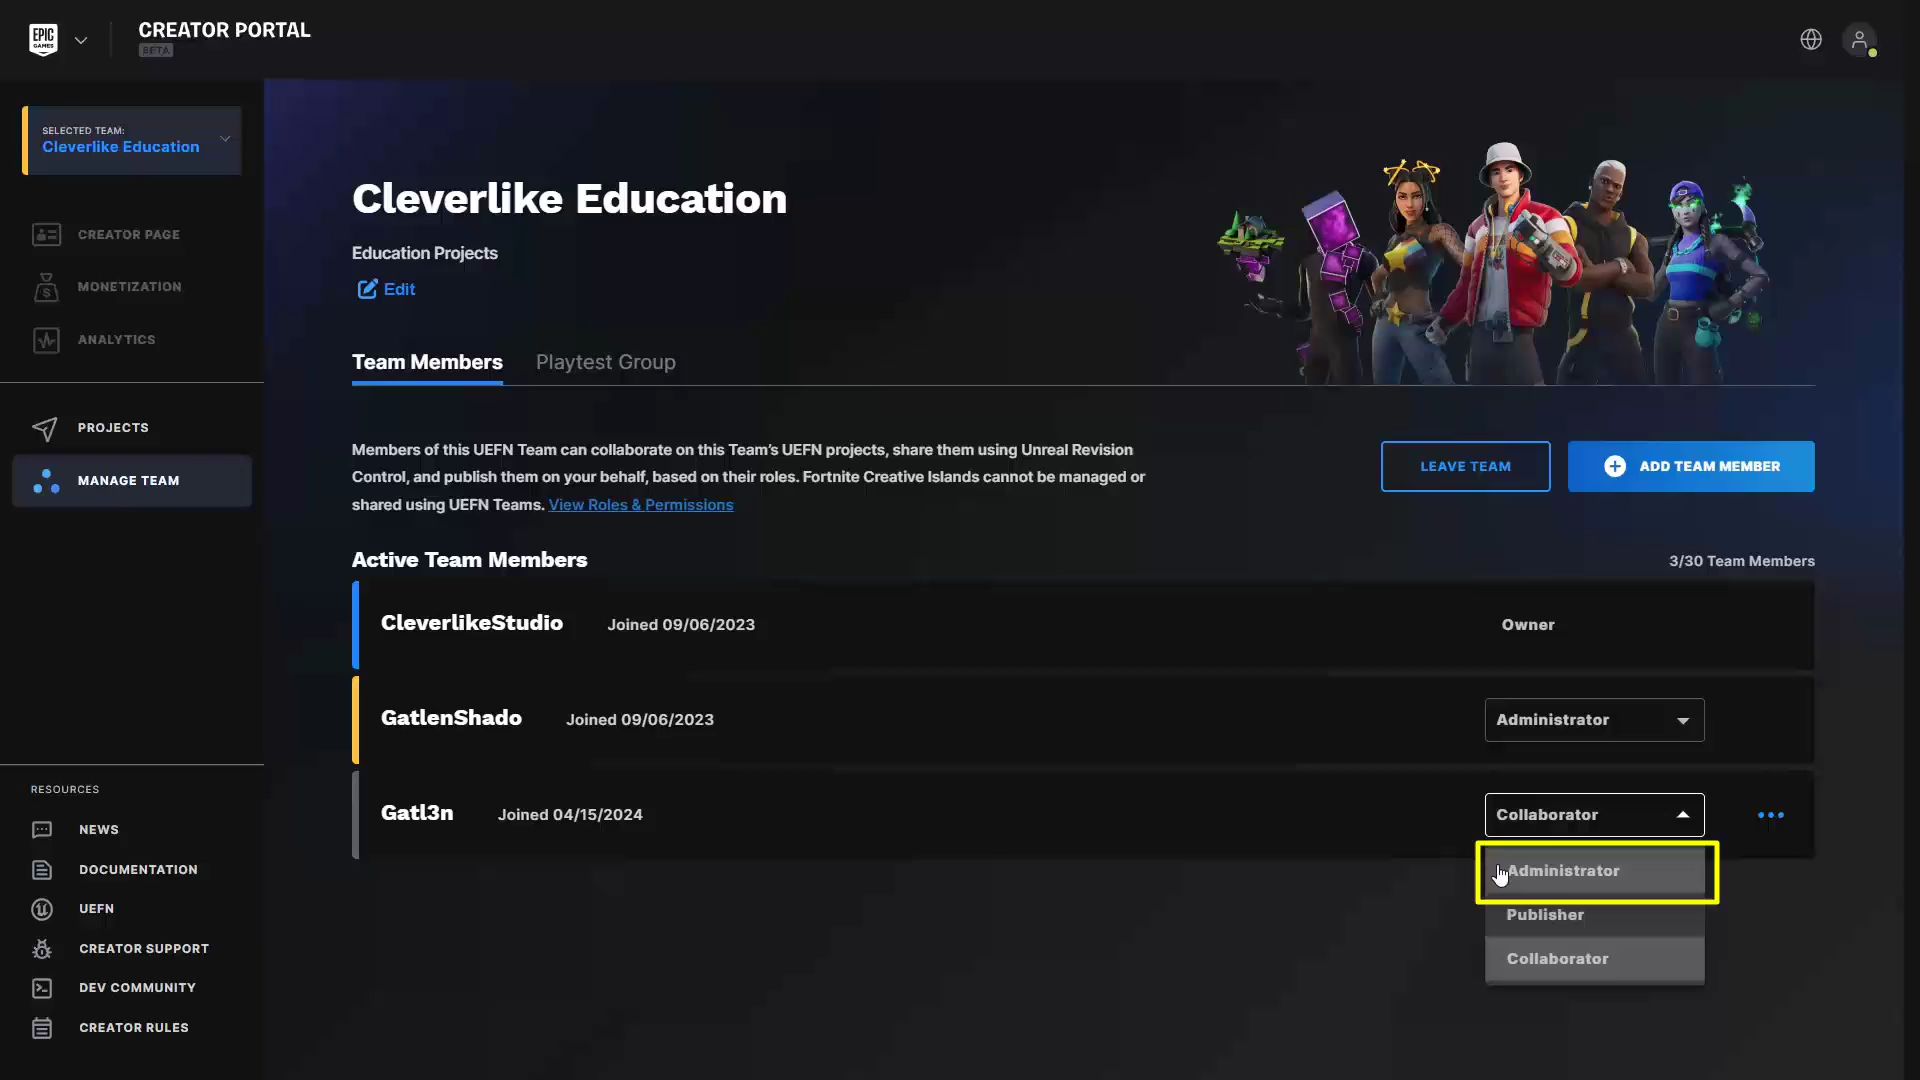 EPIC
GAMES
CREATOR PORTAL
BETA
SELECTED TEAM:
Cleverlike Education
CREATOR PAGE
MONETIZATION
ANALYTICS
PROJECTS
MANAGE TEAM
RESOURCES
NEWS
DOCUMENTATION
UEFN
CREATOR SUPPORT
DEV COMMUNITY
CREATOR RULES
Cleverlike Education
Education Projects
Edit
Team Members
Playtest Group
Members of this UEFN Team can collaborate on this Team's UEFN projects, share them using Unreal Revision
Control, and publish them on your behalf, based on their roles. Fortnite Creative Islands cannot be managed or
shared using UEFN Teams. View Roles & Permissions
LEAVE TEAM
ADD TEAM MEMBER
Active Team Members
3/30 Team Members
CleverlikeStudio Joined 09/06/2023 Owner
GatlenShado Joined 09/06/2023 Administrator
Gatl3n Joined 04/15/2024 Collaborator
Administrator
Publisher
Collaborator